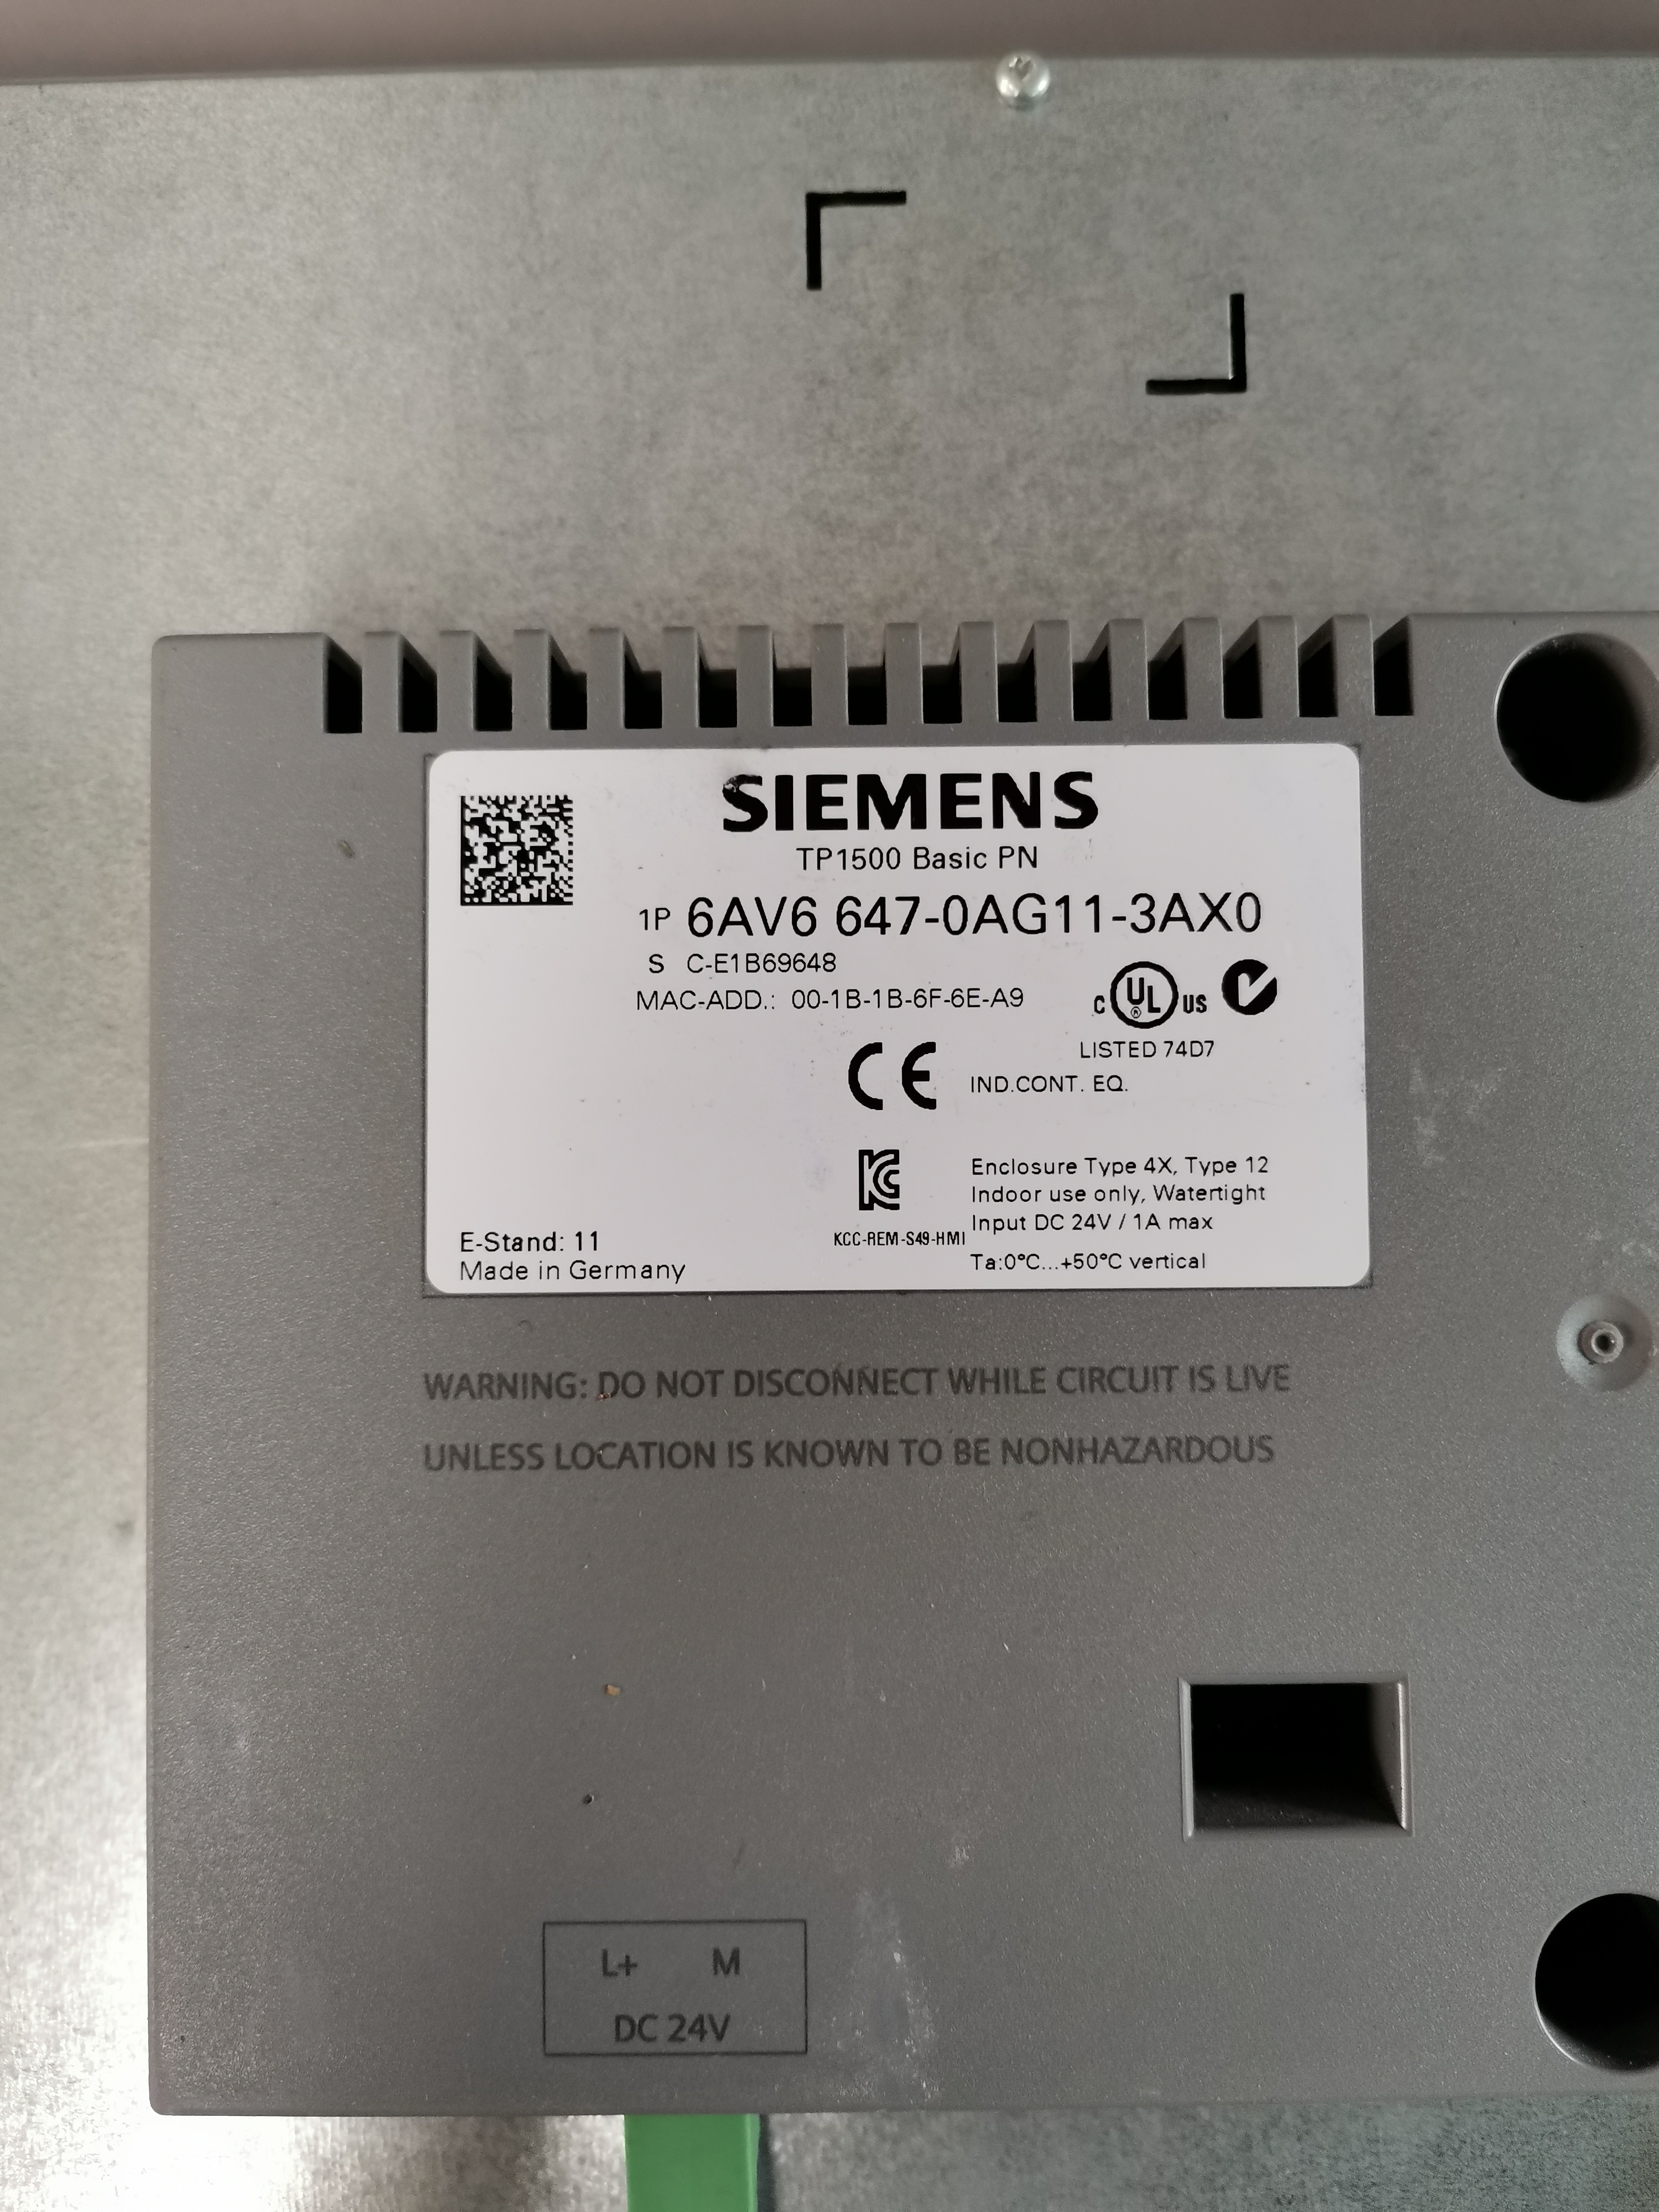 SIEMENS
TP1500 Basic PN
1P 6AV6 647-0AG11-3AX0
S C-E1B69648
MAC-ADD.: 00-1B-1B-6F-6E-A9
C UL ® US
LISTED 74D7
CE IND.CONT. EQ.
KC
Enclosure Type 4X, Type 12
Indoor use only, Watertight
Input DC 24V / 1A max
KCC-REM-S49-HMI
Ta:0°C...+50°C vertical
E-Stand: 11
Made in Germany
WARNING: DO NOT DISCONNECT WHILE CIRCUIT IS LIVE
UNLESS LOCATION IS KNOWN TO BE NONHAZARDOUS
L+ M
DC 24V